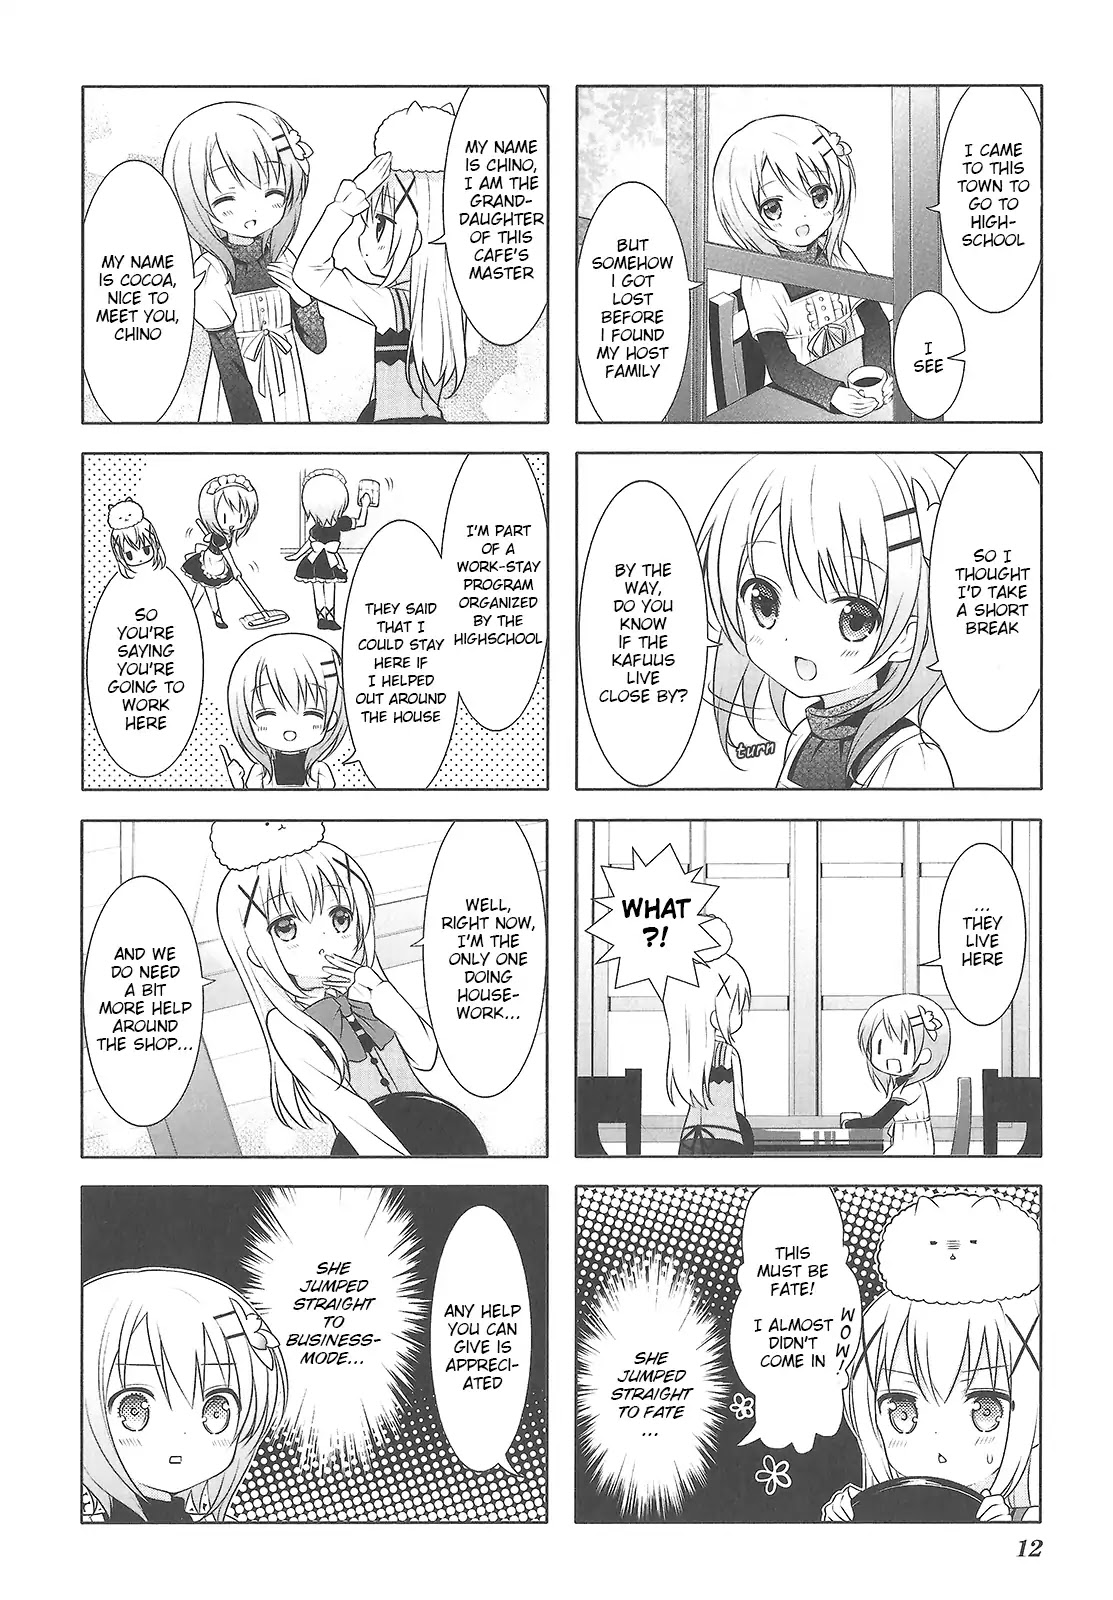 I CAME
TO THIS
TOWN TO
GO TO
HIGH-
SCHOOL
BUT
SOMEHOW
I GOT
LOST
BEFORE
I FOUND
MY HOST
FAMILY
I
SEE
SO I
THOUGHT
I'D TAKE
A SHORT
BREAK
BY THE
WAY,
DO YOU
KNOW
IF THE
KAFUUS
LIVE
CLOSE BY?
turn
...
THEY
LIVE
HERE
WHAT
?!
THIS
MUST BE
FATE!
I ALMOST
DIDN'T
COME IN
WOW!
SHE
JUMPED
STRAIGHT
TO FATE
...
MY NAME
IS CHINO,
I AM THE
GRAND-
DAUGHTER
OF THIS
CAFE'S
MASTER
MY NAME
IS COCOA,
NICE TO
MEET YOU,
CHINO
I'M PART
OF A
WORK-STAY
PROGRAM
ORGANIZED
BY THE
HIGHSCHOOL
THEY SAID
THAT I
COULD STAY
HERE IF
I HELPED
OUT AROUND
THE HOUSE
SO
YOU'RE
SAYING
YOU'RE
GOING TO
WORK
HERE
WELL,
RIGHT NOW,
I'M THE
ONLY ONE
DOING
HOUSE-
WORK...
AND WE
DO NEED
A BIT
MORE HELP
AROUND
THE SHOP...
ANY HELP
YOU CAN
GIVE IS
APPRECI-
ATED
SHE
JUMPED
STRAIGHT
TO
BUSINESS-
MODE...
12